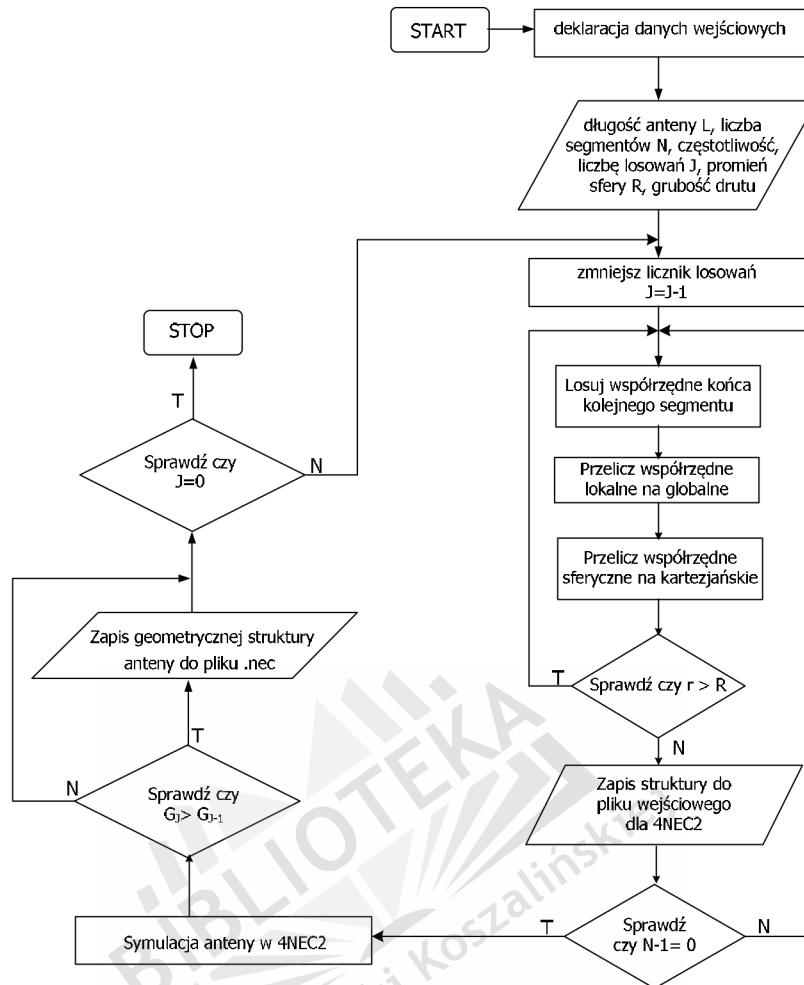 START
deklaracja danych wejściowych
długość anteny L, liczba
segmentów N, częstotliwość,
liczbę losowań J, promień
sfery R, grubość drutu
zmniejsz licznik losowań
J=J-1
STOP
T
Losuj współrzędne końca
kolejnego segmentu
Sprawdź czy
J=0
N
Przelicz współrzędne
lokalne na globalne
Przelicz współrzędne
sferyczne na kartezjańskie
Zapis geometrycznej struktury
anteny do pliku .nec
T
Sprawdź czy r > R
N
T
N
Sprawdź czy
GJ> GJ-1
Zapis struktury do
pliku wejściowego
dla 4NEC2
Symulacja anteny w 4NEC2
T
Sprawdź
czy N-1= 0
N
BIBLIOTEKA
ki Koszaliński